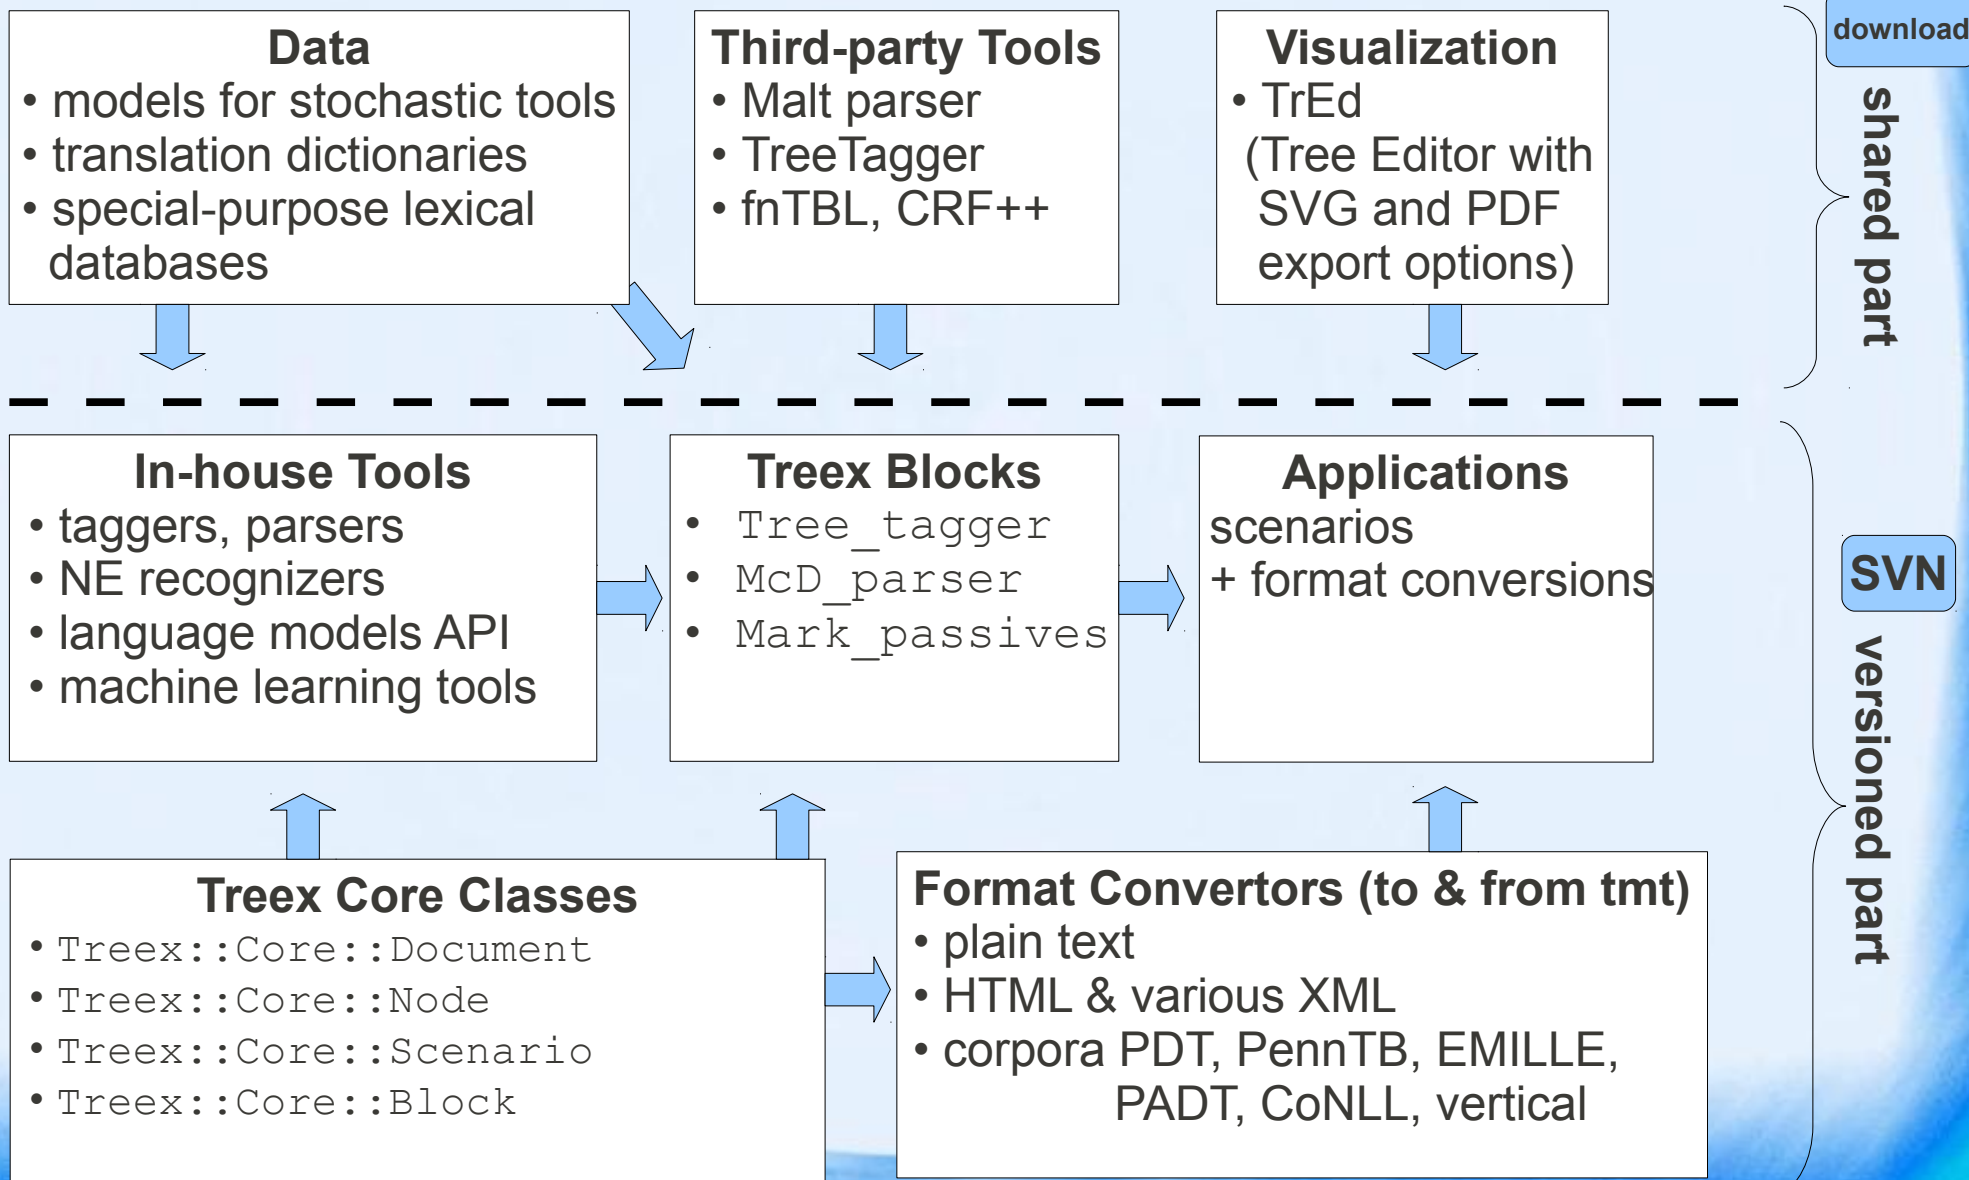 Data
• models for stochastic tools
• translation dictionaries
• special-purpose lexical
databases
Third-party Tools
• Malt parser
• TreeTagger
• fnTBL, CRF++
Visualization
• TrEd
(Tree Editor with
SVG and PDF
export options)
download
shared part
In-house Tools
• taggers, parsers
• NE recognizers
• language models API
• machine learning tools
Treex Blocks
• Tree_tagger
• McD_parser
• Mark_passives
Applications
scenarios
+ format conversions
SVN
versioned part
Treex Core Classes
• Treex::Core::Document
• Treex::Core::Node
• Treex::Core::Scenario
• Treex::Core::Block
Format Convertors (to & from tmt)
• plain text
• HTML & various XML
• corpora PDT, PennTB, EMILLE,
PADT, CoNLL, vertical